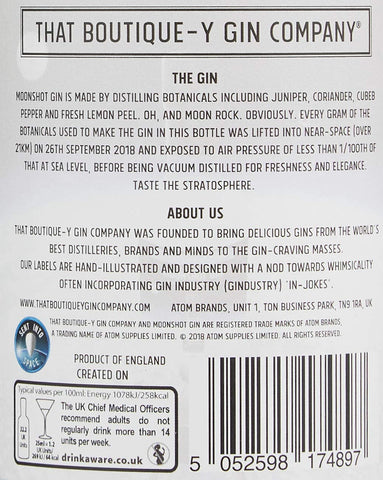 THAT BOUTIQUE-Y GIN COMPANY®
THE GIN
MOONSHOT GIN IS MADE BY DISTILLING BOTANICALS INCLUDING JUNIPER, CORIANDER, CUBEB
PEPPER AND FRESH LEMON PEEL. OH, AND MOON ROCK. OBVIOUSLY. EVERY GRAM OF THE
BOTANICALS USED TO MAKE THE GIN IN THIS BOTTLE WAS LIFTED INTO NEAR-SPACE (OVER
21KM) ON 26TH SEPTEMBER 2018 AND EXPOSED TO AIR PRESSURE OF LESS THAN 1/100TH OF
THAT AT SEA LEVEL, BEFORE BEING VACUUM DISTILLED FOR FRESHNESS AND ELEGANCE.
TASTE THE STRATOSPHERE.
ABOUT US
THAT BOUTIQUE-Y GIN COMPANY WAS FOUNDED TO BRING DELICIOUS GINS FROM THE WORLD'S
BEST DISTILLERIES, BRANDS AND MINDS TO THE GIN-CRAVING MASSES.
OUR LABELS ARE HAND-ILLUSTRATED AND DESIGNED WITH A NOD TOWARDS WHIMSICALITY
OFTEN INCORPORATING GIN INDUSTRY (GINDUSTRY) 'IN-JOKES'.
WWW.THATBOUTIQUEYGINCOMPANY.COM ATOM BRANDS, UNIT 1, TON BUSINESS PARK, TN9 1RA, UK
THAT BOUTIQUE-Y GIN COMPANY AND MOONSHOT GIN ARE REGISTERED TRADE MARKS OF ATOM BRANDS,
A TRADING NAME OF ATOM SUPPLIES LIMITED. © 2018 ATOM SUPPLIES LIMITED. ALL RIGHTS RESERVED.
SENT INTO
SPACE
PRODUCT OF ENGLAND
CREATED ON
Typical values per 100ml: Energy 1078kJ/258kcal
The UK Chief Medical Officers
recommend adults do not
regularly drink more than 14
units per week.
drinkaware.co.uk
32.2
UK Units
25ml = 1.2
UK Units
5 052598 174897